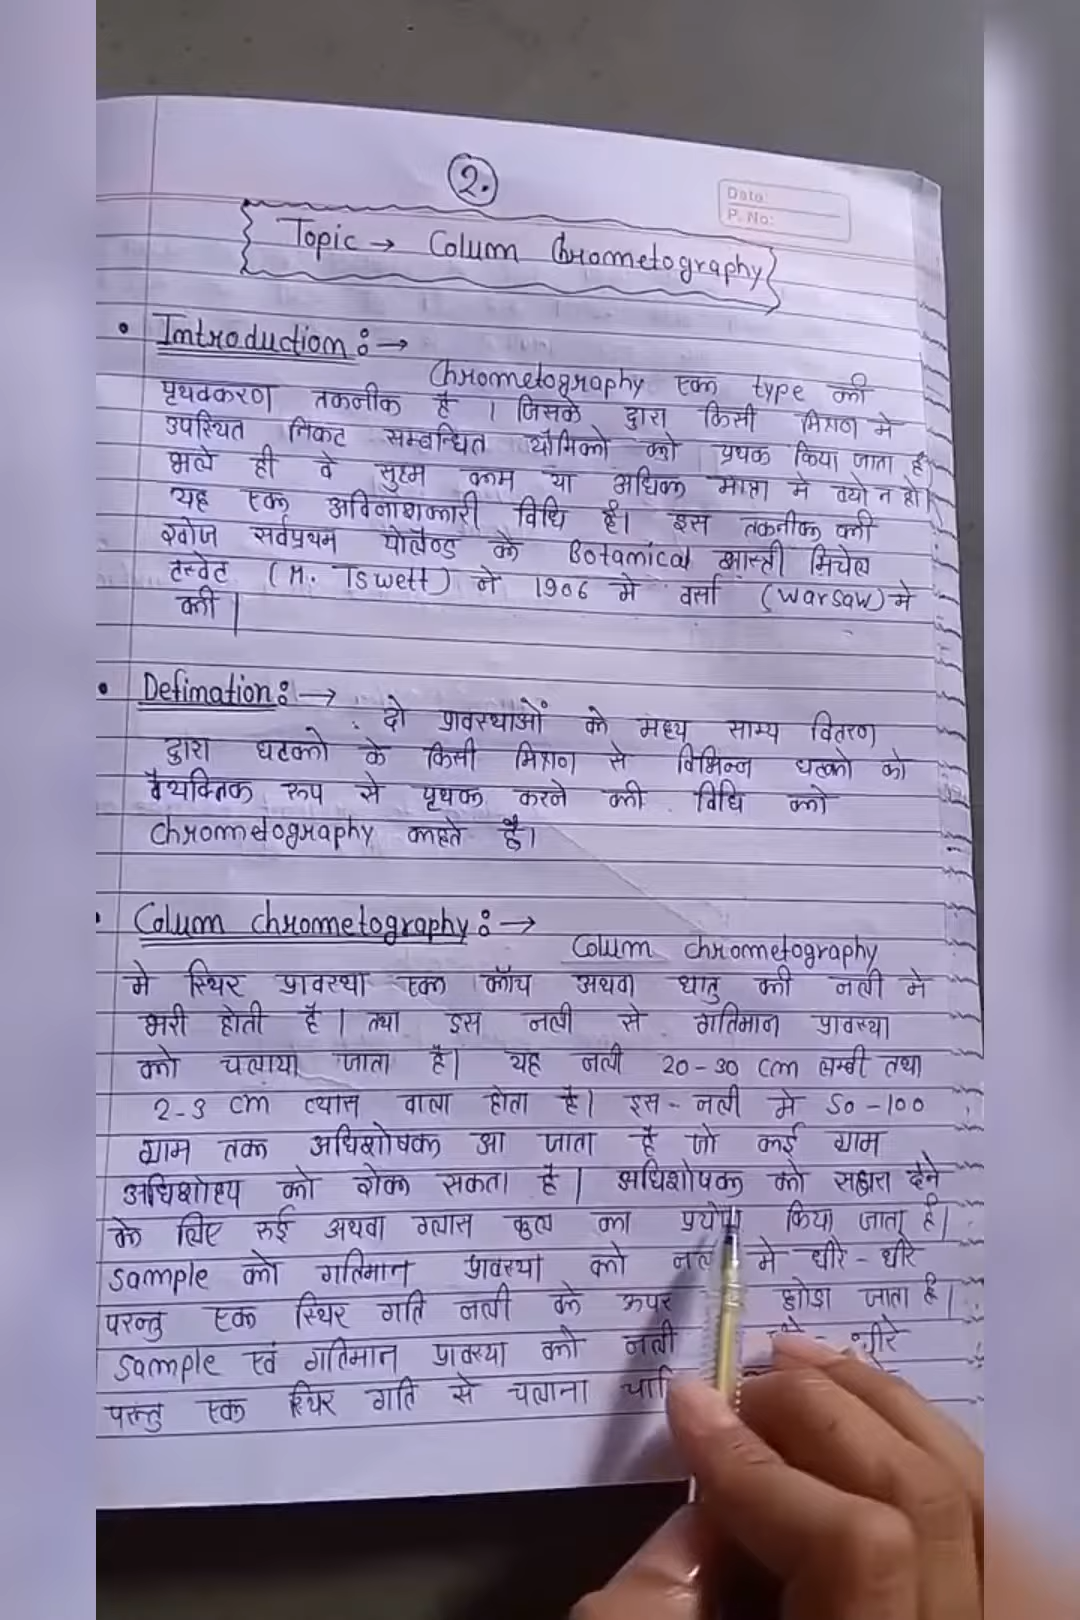 2.
Data:
P. No:
Topic → Colum Chrometography
• Introduction :→
Chrometography एक type की
पृथक्करण तकनीक है । जिसके द्वारा किसी मिश्रण मे
उपस्थित निकट सम्बन्धित यौगिको को प्रथक किया जाता है
भले ही वे सुक्ष्म कम या अधिक मात्रा मे क्यो न हो।
यह एक अविनाशकारी विधि है। इस तकनीक की
खोज सर्वप्रथम पोलैण्ड के Botanical शास्त्री मिचेल
टस्वेट (M. Tswett) ने 1906 मे वर्सा (Warsaw) मे
की |
• Defination :→
दो प्रावस्थाओं के मध्य साम्य वितरण
द्वारा घटको के किसी मिश्रण से विभिन्न घटको को
वैयक्तिक रूप से पृथक करने की विधि को
chrometography कहते है।
• Colum chrometography :→
Colum chrometography
मे स्थिर प्रावस्था एक कॉच अथवा धातु की नली मे
भरी होती है । तथा इस नली से गतिमान प्रावस्था
को चलाया जाता है। यह नली 20-30 cm लम्बी तथा
2-3 cm व्यास वाला होता है। इस - नली मे 50-100
ग्राम तक अधिशोषक आ जाता है जो कई ग्राम
अधिशोष्य को रोक सकता है | अधिशोषक को सहारा देने
के लिए रुई अथवा ग्लास वुल का प्रयोग किया जाता है।
sample को गतिमान प्रावस्था को मे धीरे - धीरे
परन्तु एक स्थिर गति नली के ऊपर छोडा जाता है।
sample एवं गतिमान प्रावस्था को नली धीरे
परन्तु एक स्थिर गति से चलाना